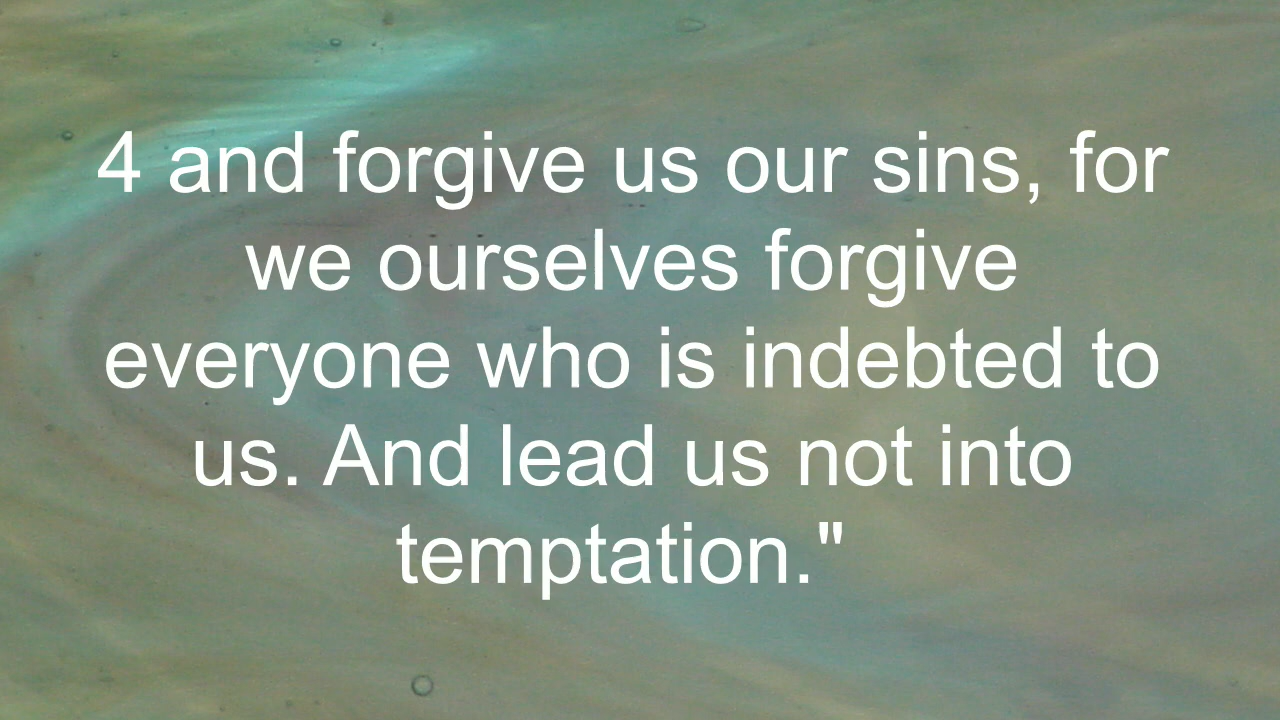 4 and forgive us our sins, for
we ourselves forgive
everyone who is indebted to
us. And lead us not into
temptation."